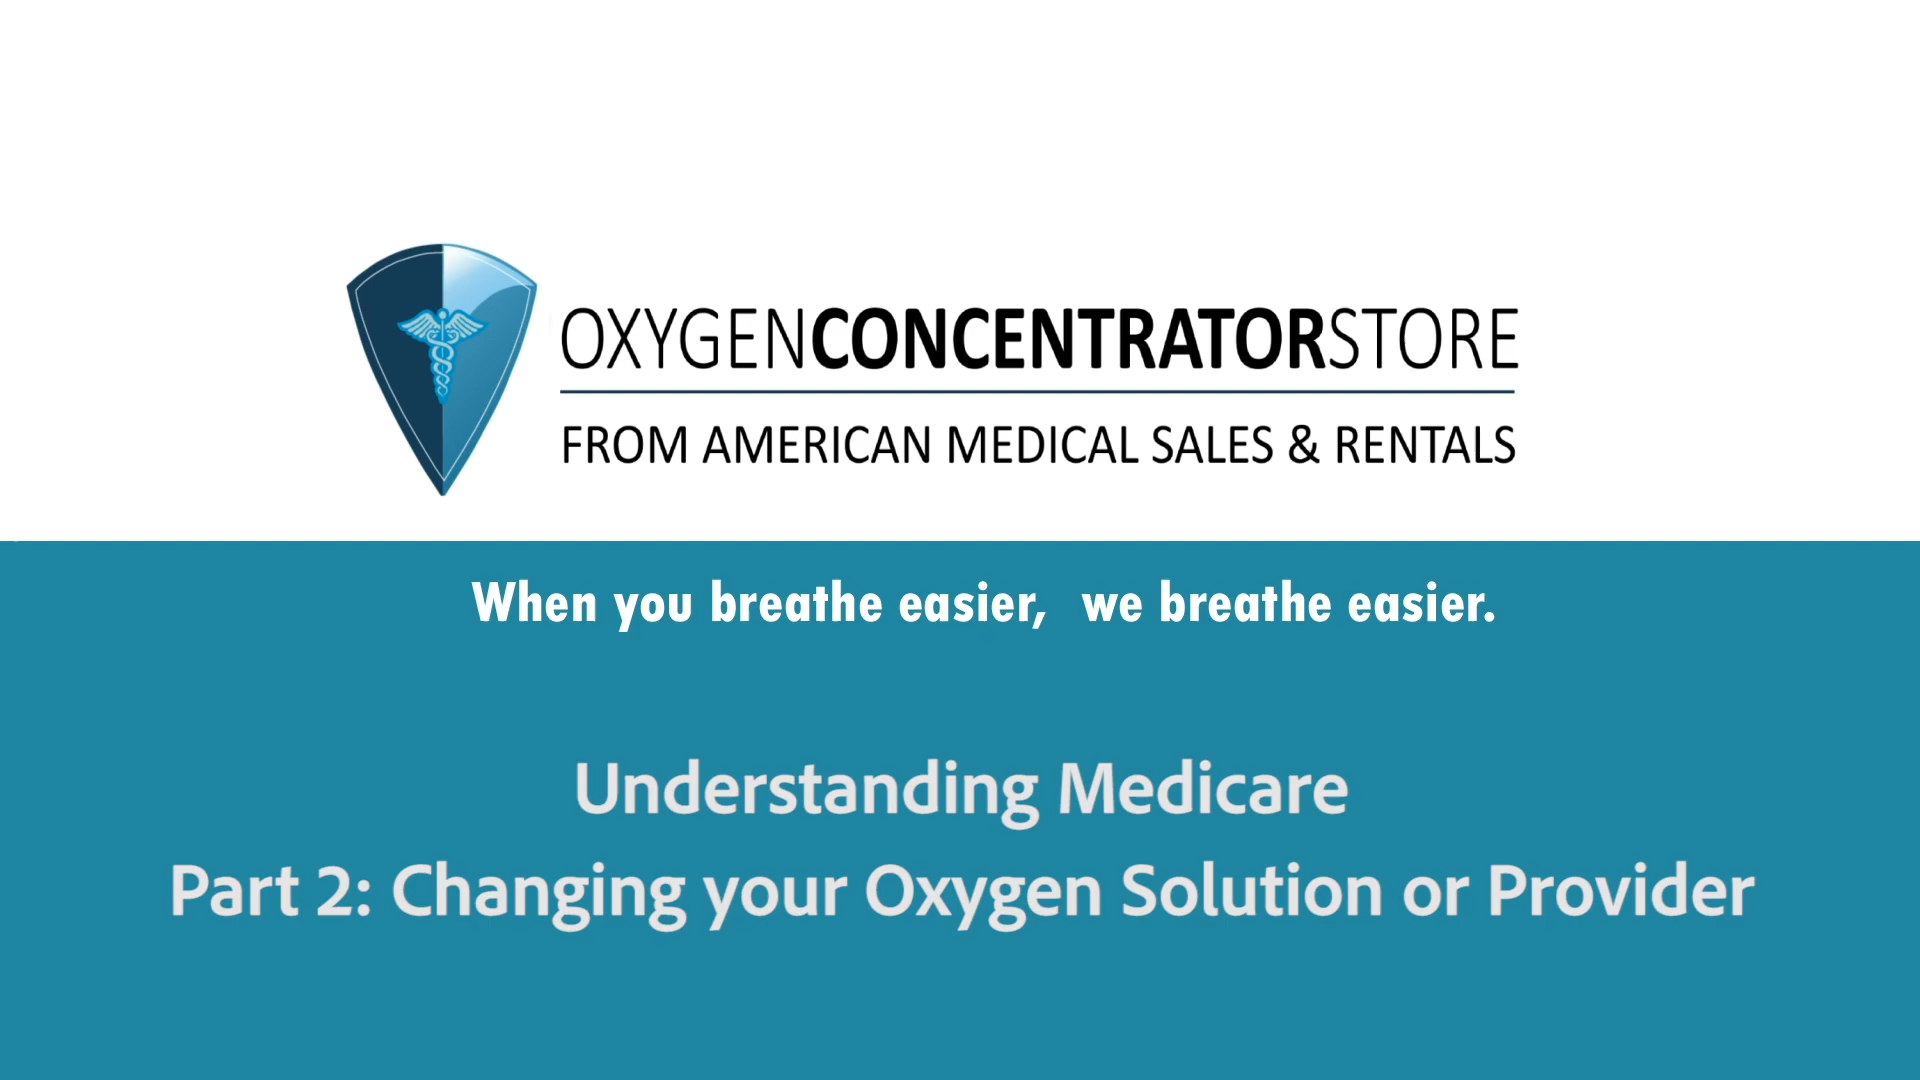 OXYGENCONCENTRATORSTORE
FROM AMERICAN MEDICAL SALES & RENTALS
When you breathe easier, we breathe easier.
Understanding Medicare
Part 2: Changing your Oxygen Solution or Provider